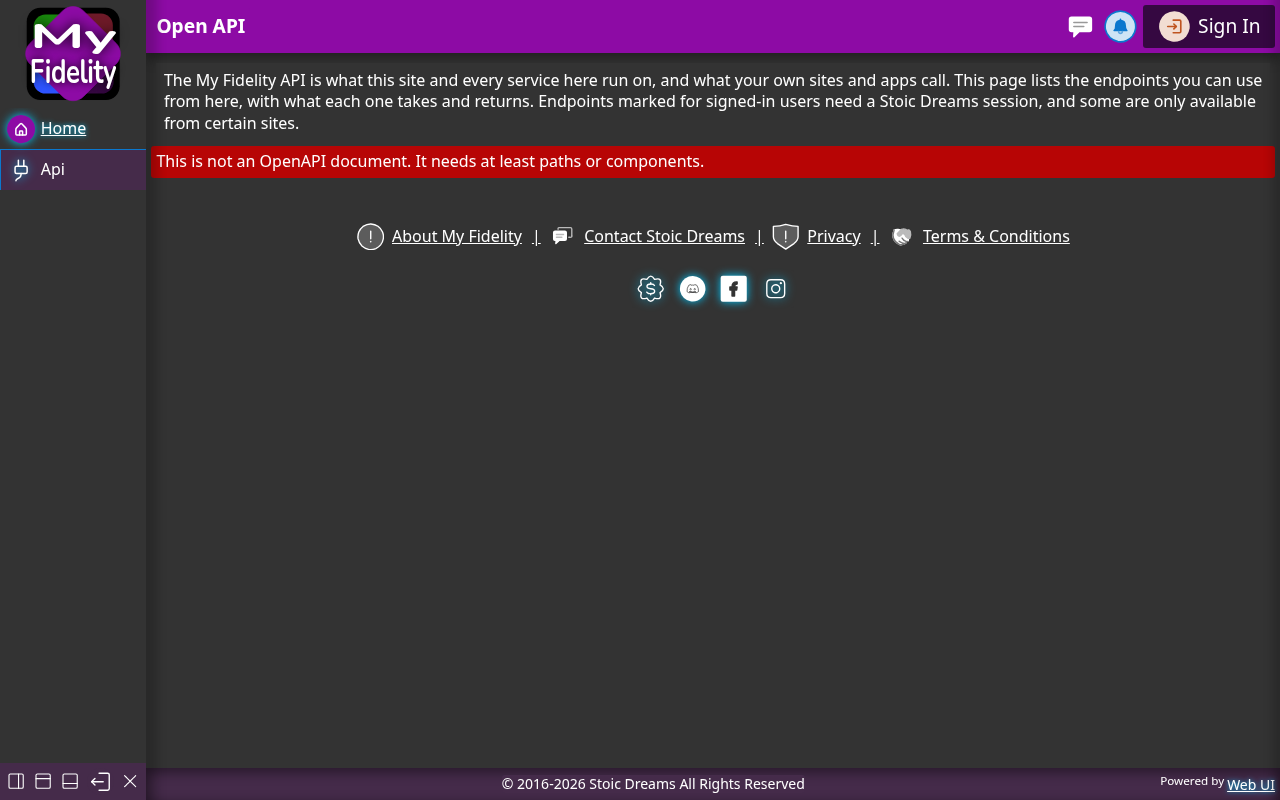 My
Fidelity
Home
Api
Open API
Sign In
The My Fidelity API is what this site and every service here run on, and what your own sites and apps call. This page lists the endpoints you can use
from here, with what each one takes and returns. Endpoints marked for signed-in users need a Stoic Dreams session, and some are only available
from certain sites.
This is not an OpenAPI document. It needs at least paths or components.
About My Fidelity | Contact Stoic Dreams | Privacy | Terms & Conditions
© 2016-2026 Stoic Dreams All Rights Reserved
Powered by Web UI